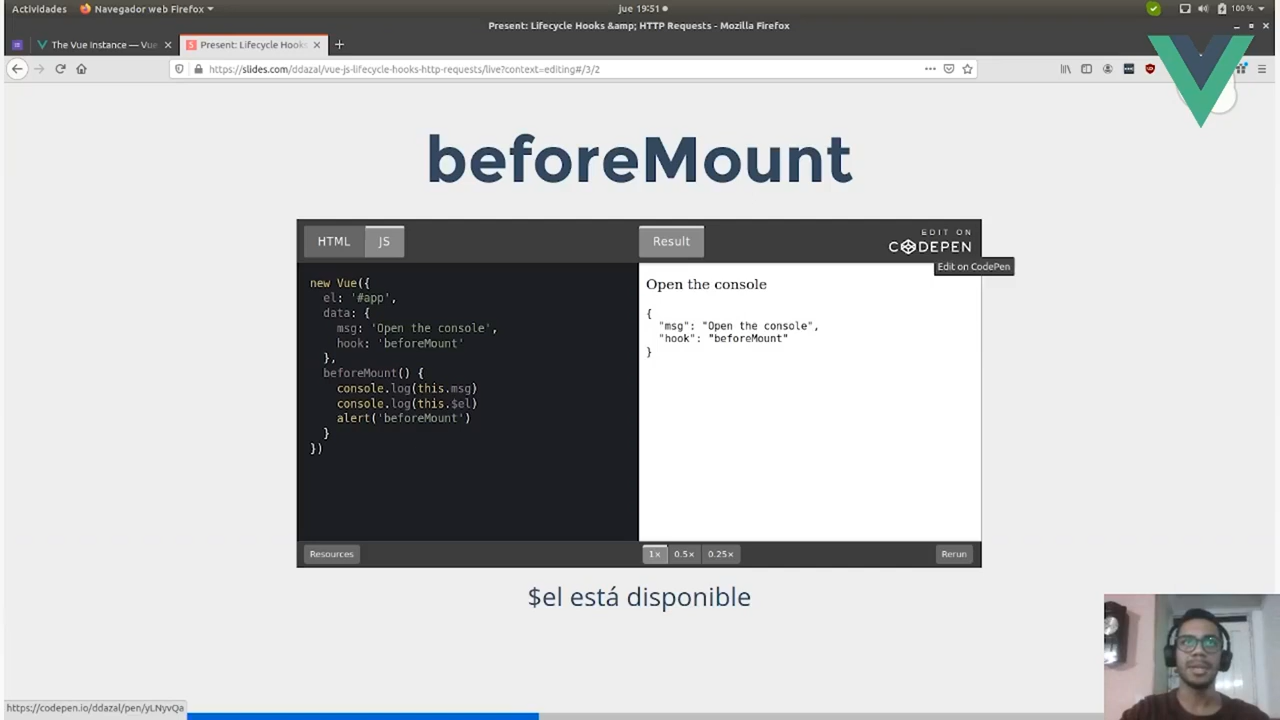 Actividades
Navegador web Firefox
jue 19:51
100 %
Present: Lifecycle Hooks &amp; HTTP Requests - Mozilla Firefox
The Vue Instance — Vue
Present: Lifecycle Hooks
https://slides.com/ddazal/vue-js-lifecycle-hooks-http-requests/live?context=editing#/3/2
beforeMount
HTML
JS
Result
EDIT ON
CODEPEN
Edit on CodePen
new Vue({
el: '#app',
data: {
msg: 'Open the console',
hook: 'beforeMount'
},
beforeMount() {
console.log(this.msg)
console.log(this.$el)
alert('beforeMount')
}
})
Open the console
{
"msg": "Open the console",
"hook": "beforeMount"
}
Resources
1×
0.5×
0.25×
Rerun
$el está disponible
https://codepen.io/ddazal/pen/yLNyvQa